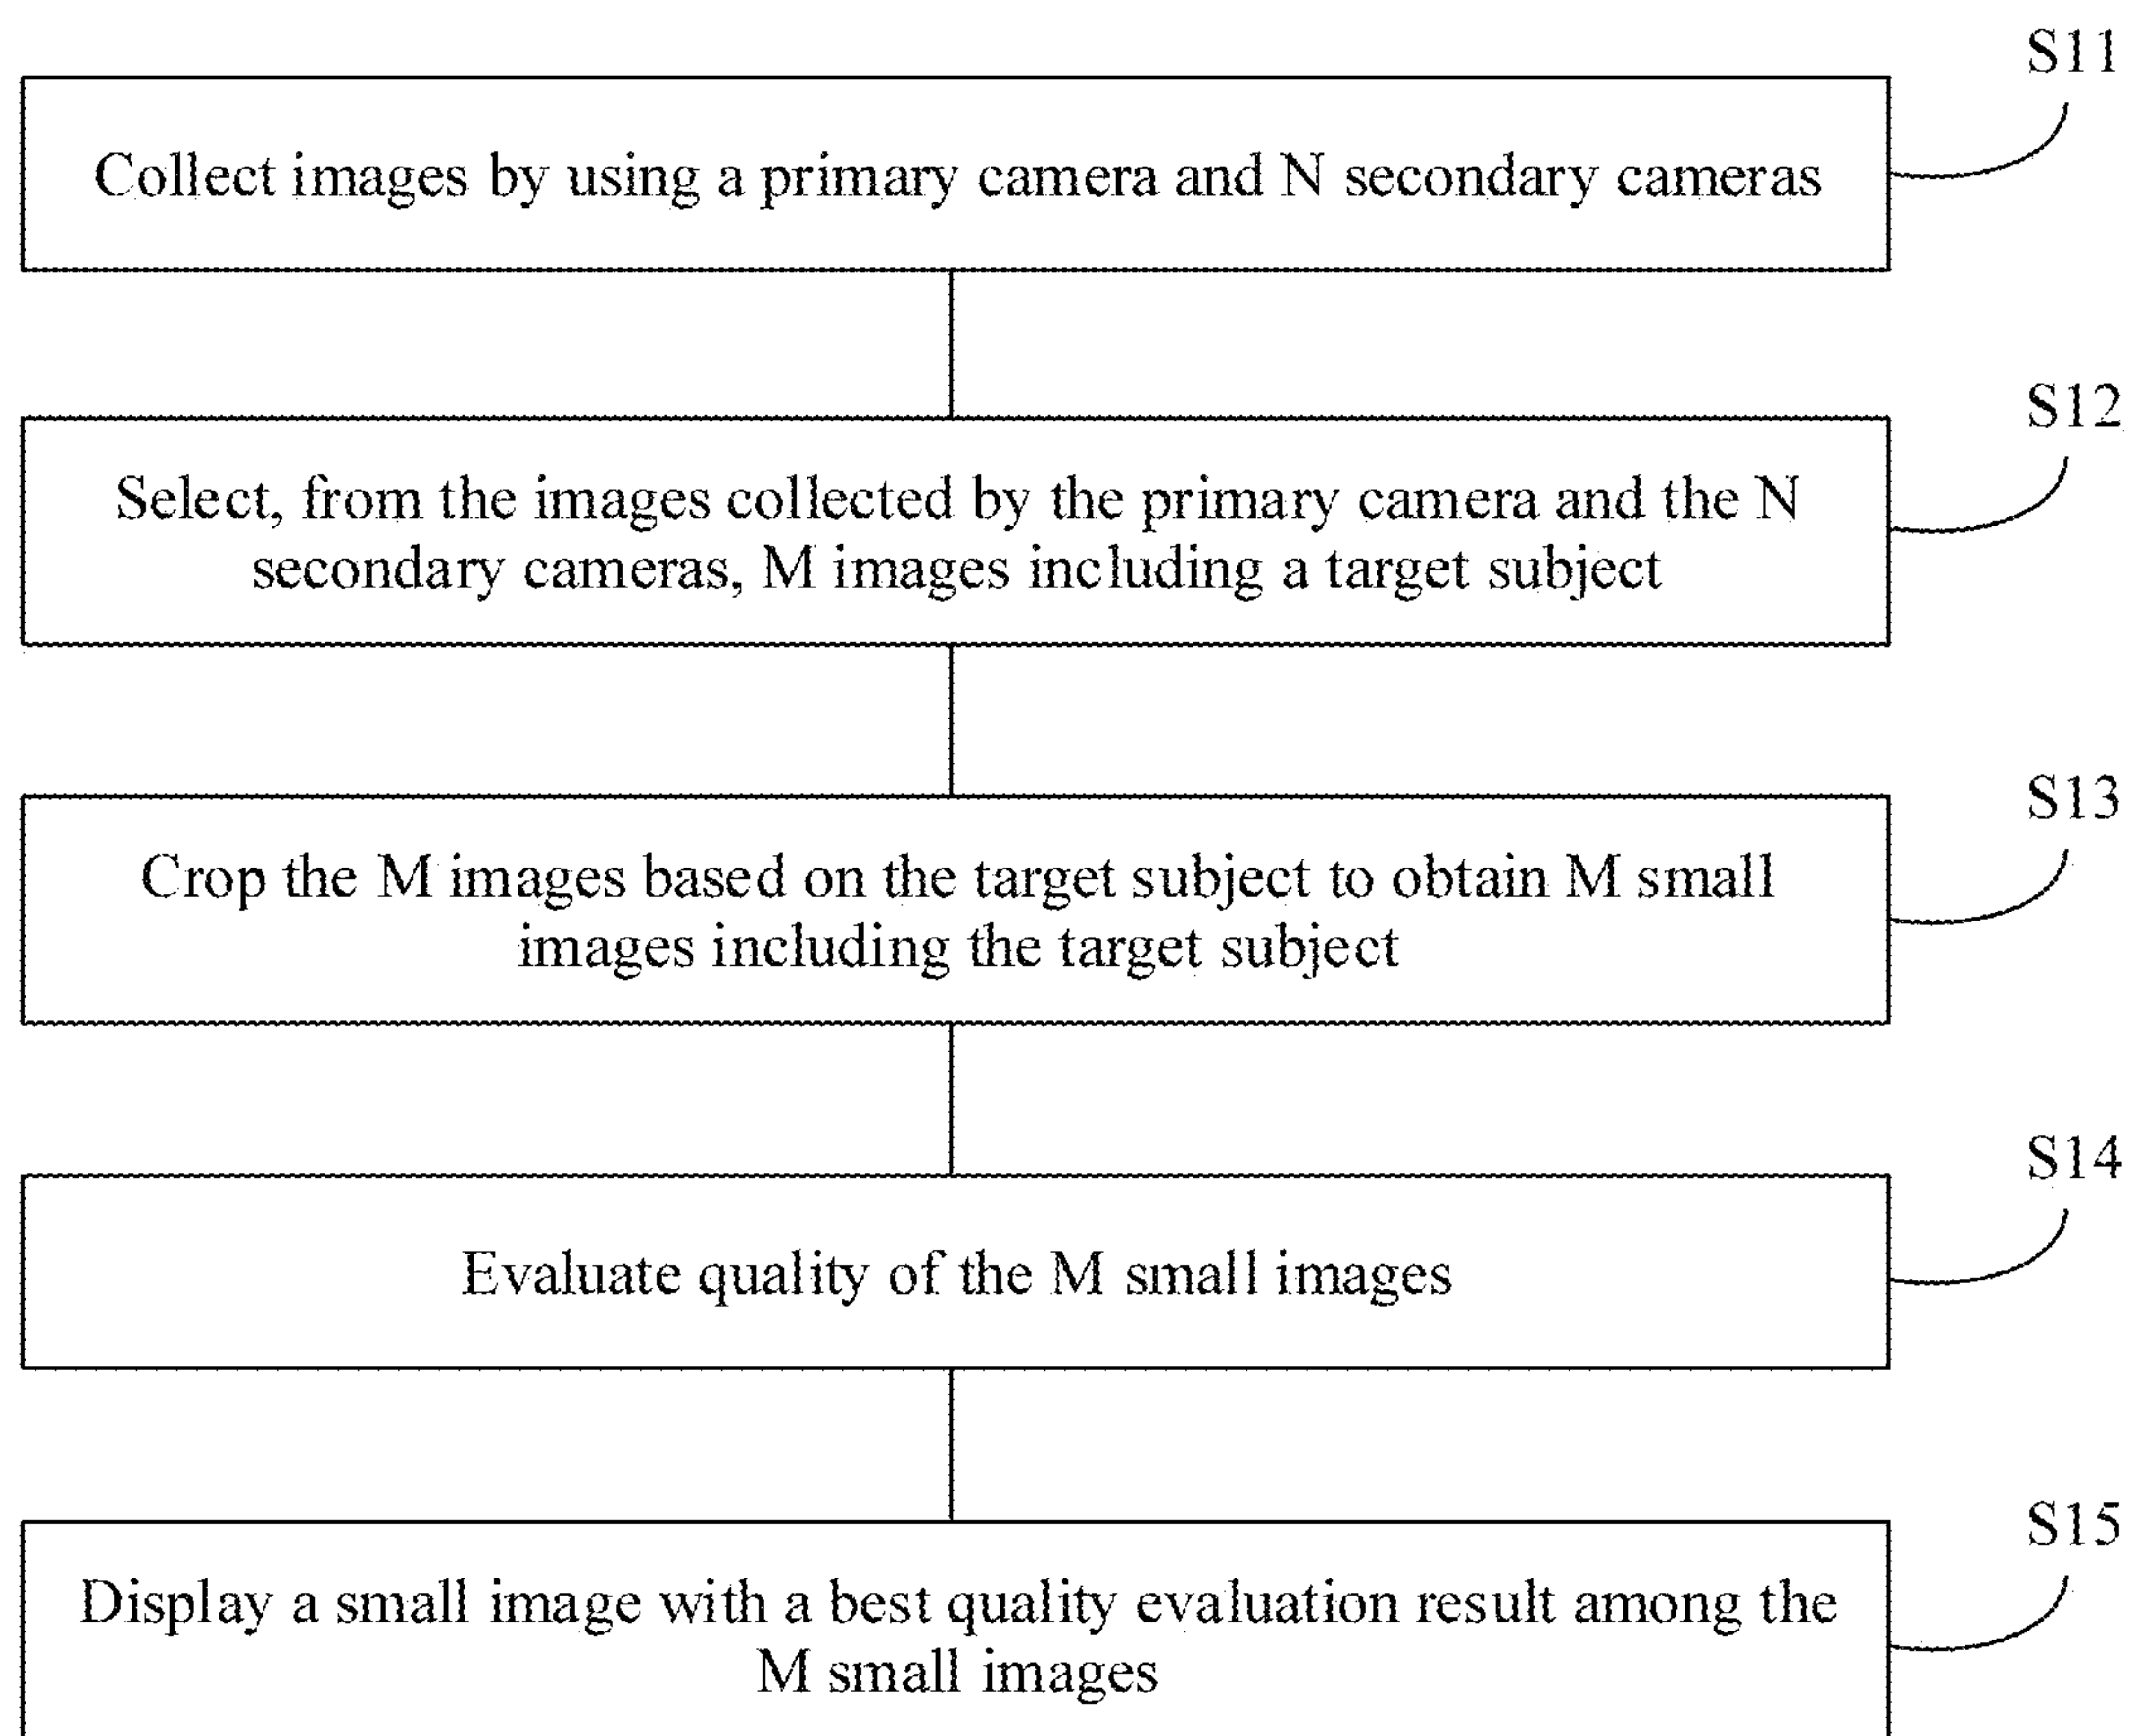 S11
Collect images by using a primary camera and N secondary cameras
S12
Select, from the images collected by the primary camera and the N
secondary cameras, M images including a target subject
S13
Crop the M images based on the target subject to obtain M small
images including the target subject
S14
Evaluate quality of the M small images
S15
Display a small image with a best quality evaluation result among the
M small images